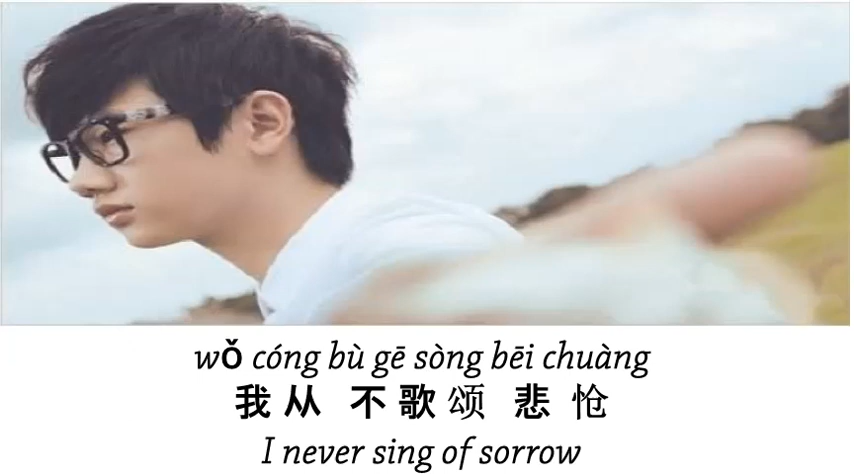 wǒ cóng bù gē sòng bēi chuàng
我从 不歌颂 悲 怆
I never sing of sorrow